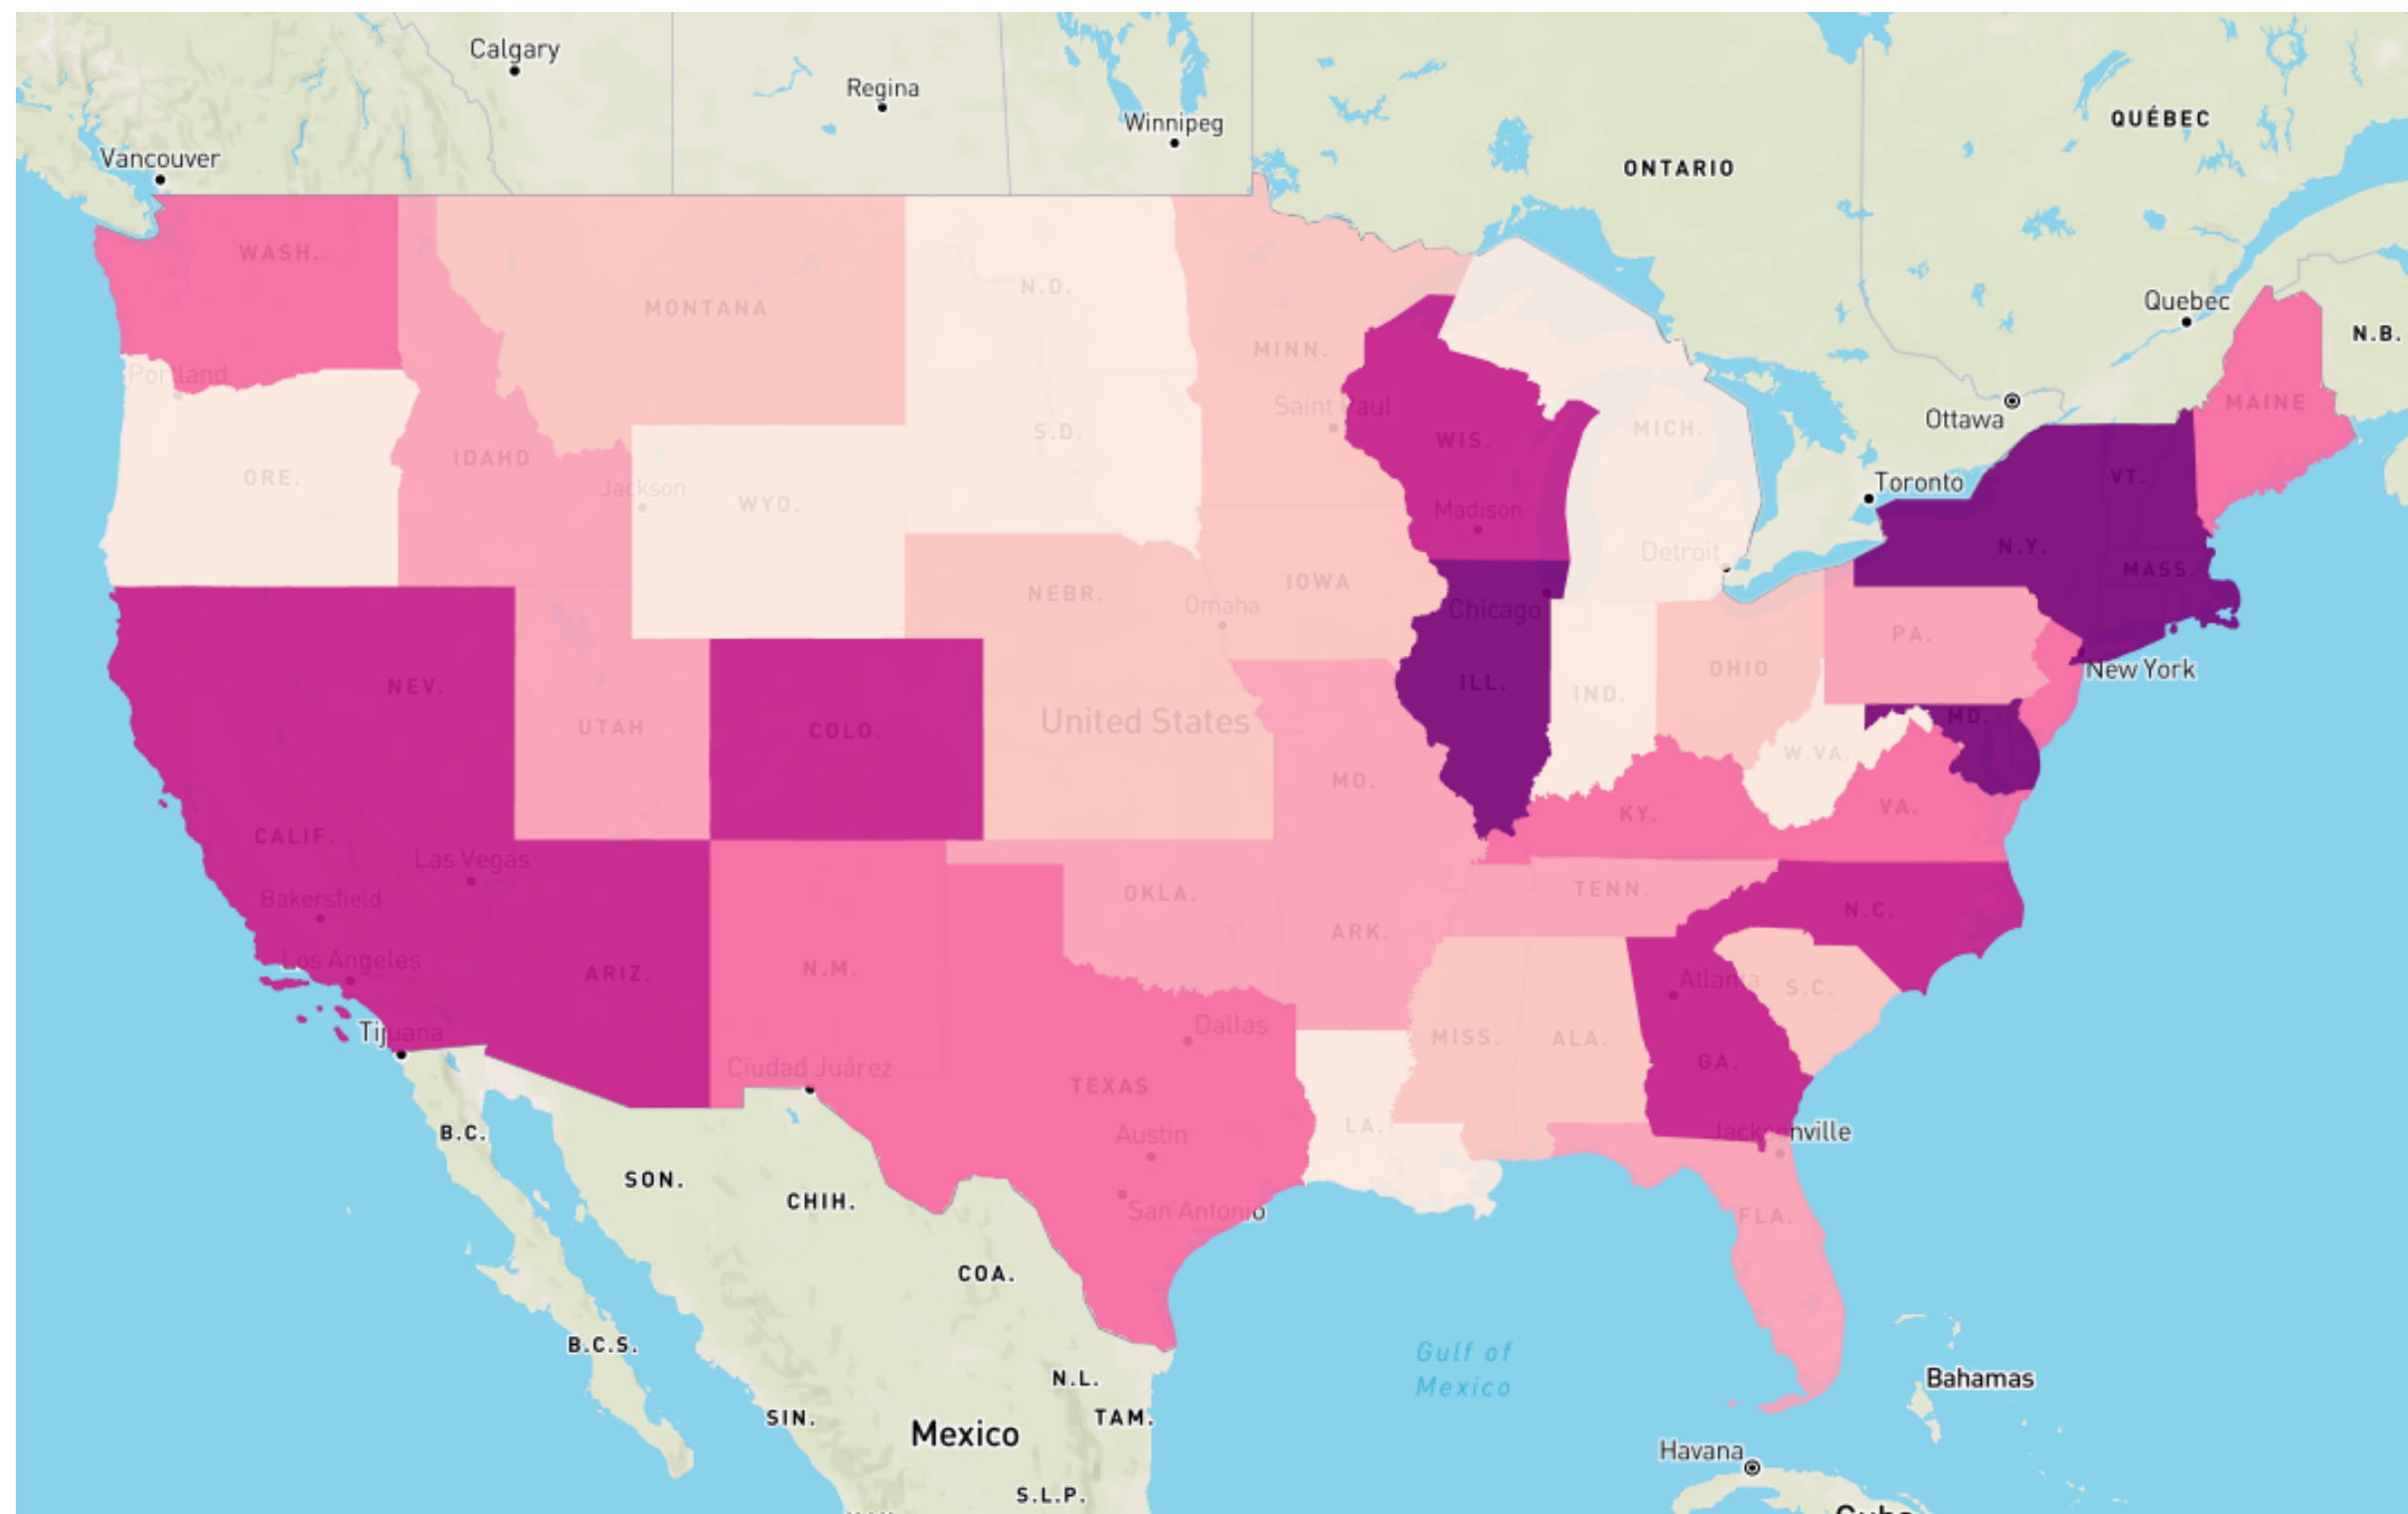 Calgary
Regina
Winnipeg
QUÉBEC
ONTARIO
Vancouver
WASH.
N.D.
Quebec
MONTANA
N.B.
MINN.
Portland
Saint Paul
MAINE
Ottawa
MICH.
S.D.
WIS.
IDAHO
ORE.
VT.
Toronto
Jackson
WYO.
Madison
N.Y.
Detroit
MASS.
IOWA
NEBR.
Omaha
Chicago
PA.
OHIO
New York
NEV.
ILL.
IND.
MD.
United States
UTAH
COLO.
W.VA.
MO.
VA.
KY.
CALIF.
Las Vegas
TENN.
OKLA.
Bakersfield
N.C.
ARK.
Los Angeles
N.M.
ARIZ.
Atlanta
S.C.
Dallas
Tijuana
MISS.
ALA.
GA.
Ciudad Juárez
TEXAS
LA.
B.C.
Austin
Jacksonville
SON.
CHIH.
San Antonio
FLA.
COA.
B.C.S.
Gulf of
Mexico
N.L.
Bahamas
SIN.
TAM.
Mexico
Havana
S.L.P.
Cuba